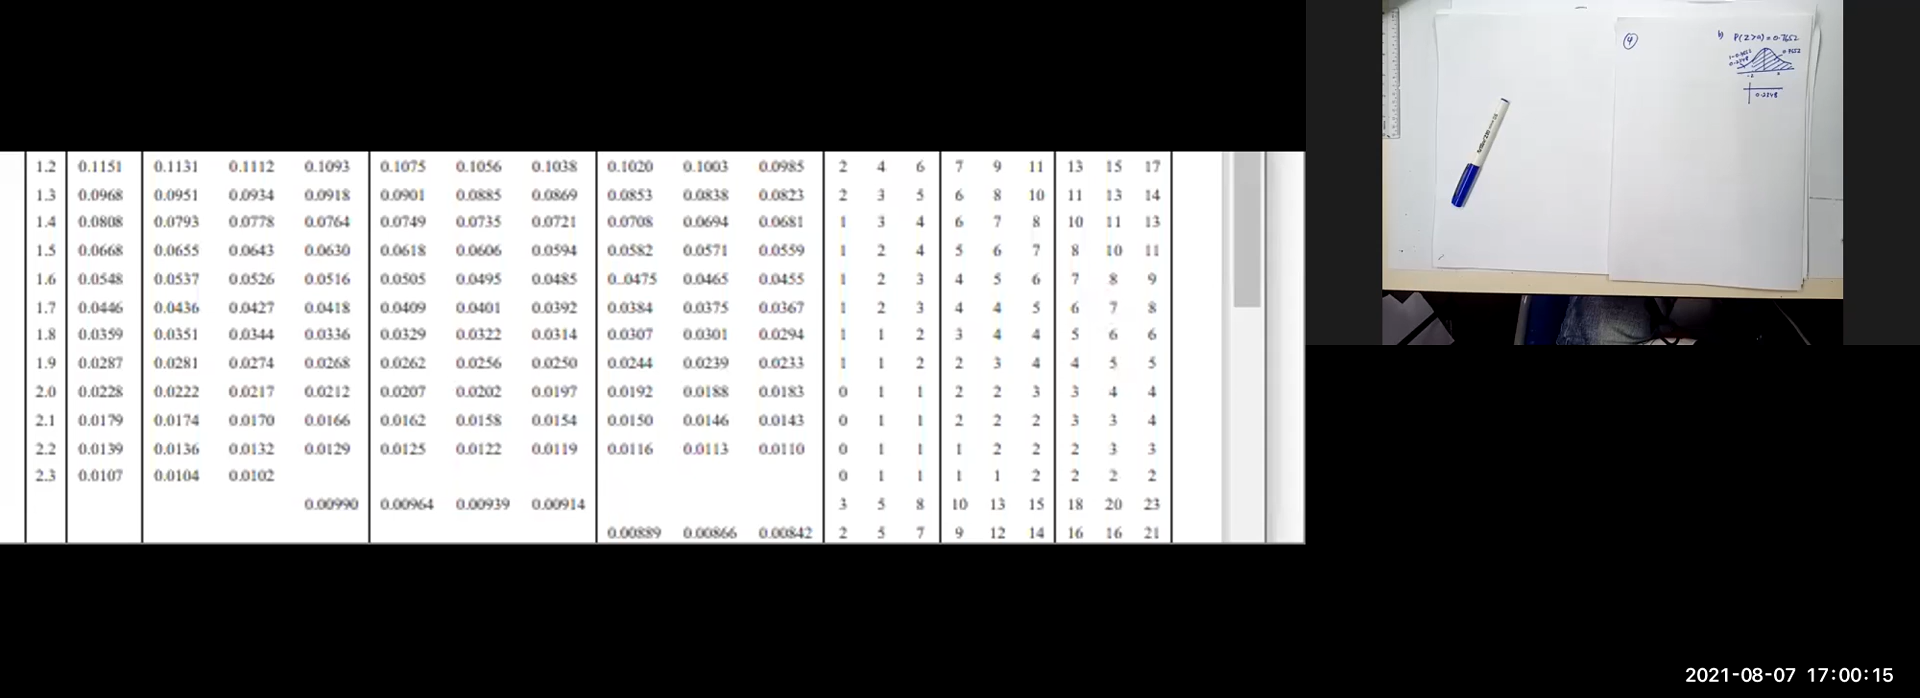 1.2 0.1151 0.1131 0.1112 0.1093 0.1075 0.1056 0.1038 0.1020 0.1003 0.0985 2 4 6 7 9 11 13 15 17
1.3 0.0968 0.0951 0.0934 0.0918 0.0901 0.0885 0.0869 0.0853 0.0838 0.0823 2 3 5 6 8 10 11 13 14
1.4 0.0808 0.0793 0.0778 0.0764 0.0749 0.0735 0.0721 0.0708 0.0694 0.0681 1 3 4 6 7 8 10 11 13
1.5 0.0668 0.0655 0.0643 0.0630 0.0618 0.0606 0.0594 0.0582 0.0571 0.0559 1 2 4 5 6 7 8 10 11
1.6 0.0548 0.0537 0.0526 0.0516 0.0505 0.0495 0.0485 0..0475 0.0465 0.0455 1 2 3 4 5 6 7 8 9
1.7 0.0446 0.0436 0.0427 0.0418 0.0409 0.0401 0.0392 0.0384 0.0375 0.0367 1 2 3 4 4 5 6 7 8
1.8 0.0359 0.0351 0.0344 0.0336 0.0329 0.0322 0.0314 0.0307 0.0301 0.0294 1 1 2 3 4 4 5 6 6
1.9 0.0287 0.0281 0.0274 0.0268 0.0262 0.0256 0.0250 0.0244 0.0239 0.0233 1 1 2 2 3 4 4 5 5
2.0 0.0228 0.0222 0.0217 0.0212 0.0207 0.0202 0.0197 0.0192 0.0188 0.0183 0 1 1 2 2 3 3 4 4
2.1 0.0179 0.0174 0.0170 0.0166 0.0162 0.0158 0.0154 0.0150 0.0146 0.0143 0 1 1 2 2 2 3 3 4
2.2 0.0139 0.0136 0.0132 0.0129 0.0125 0.0122 0.0119 0.0116 0.0113 0.0110 0 1 1 1 2 2 2 3 3
2.3 0.0107 0.0104 0.0102 0 1 1 1 1 2 2 2 2
0.00990 0.00964 0.00939 0.00914 3 5 8 10 13 15 18 20 23
0.00889 0.00866 0.00842 2 5 7 9 12 14 16 16 21
4
b) P(Z>a) = 0.7652
0.7652
0.2348
0.2348
2021-08-07 17:00:15